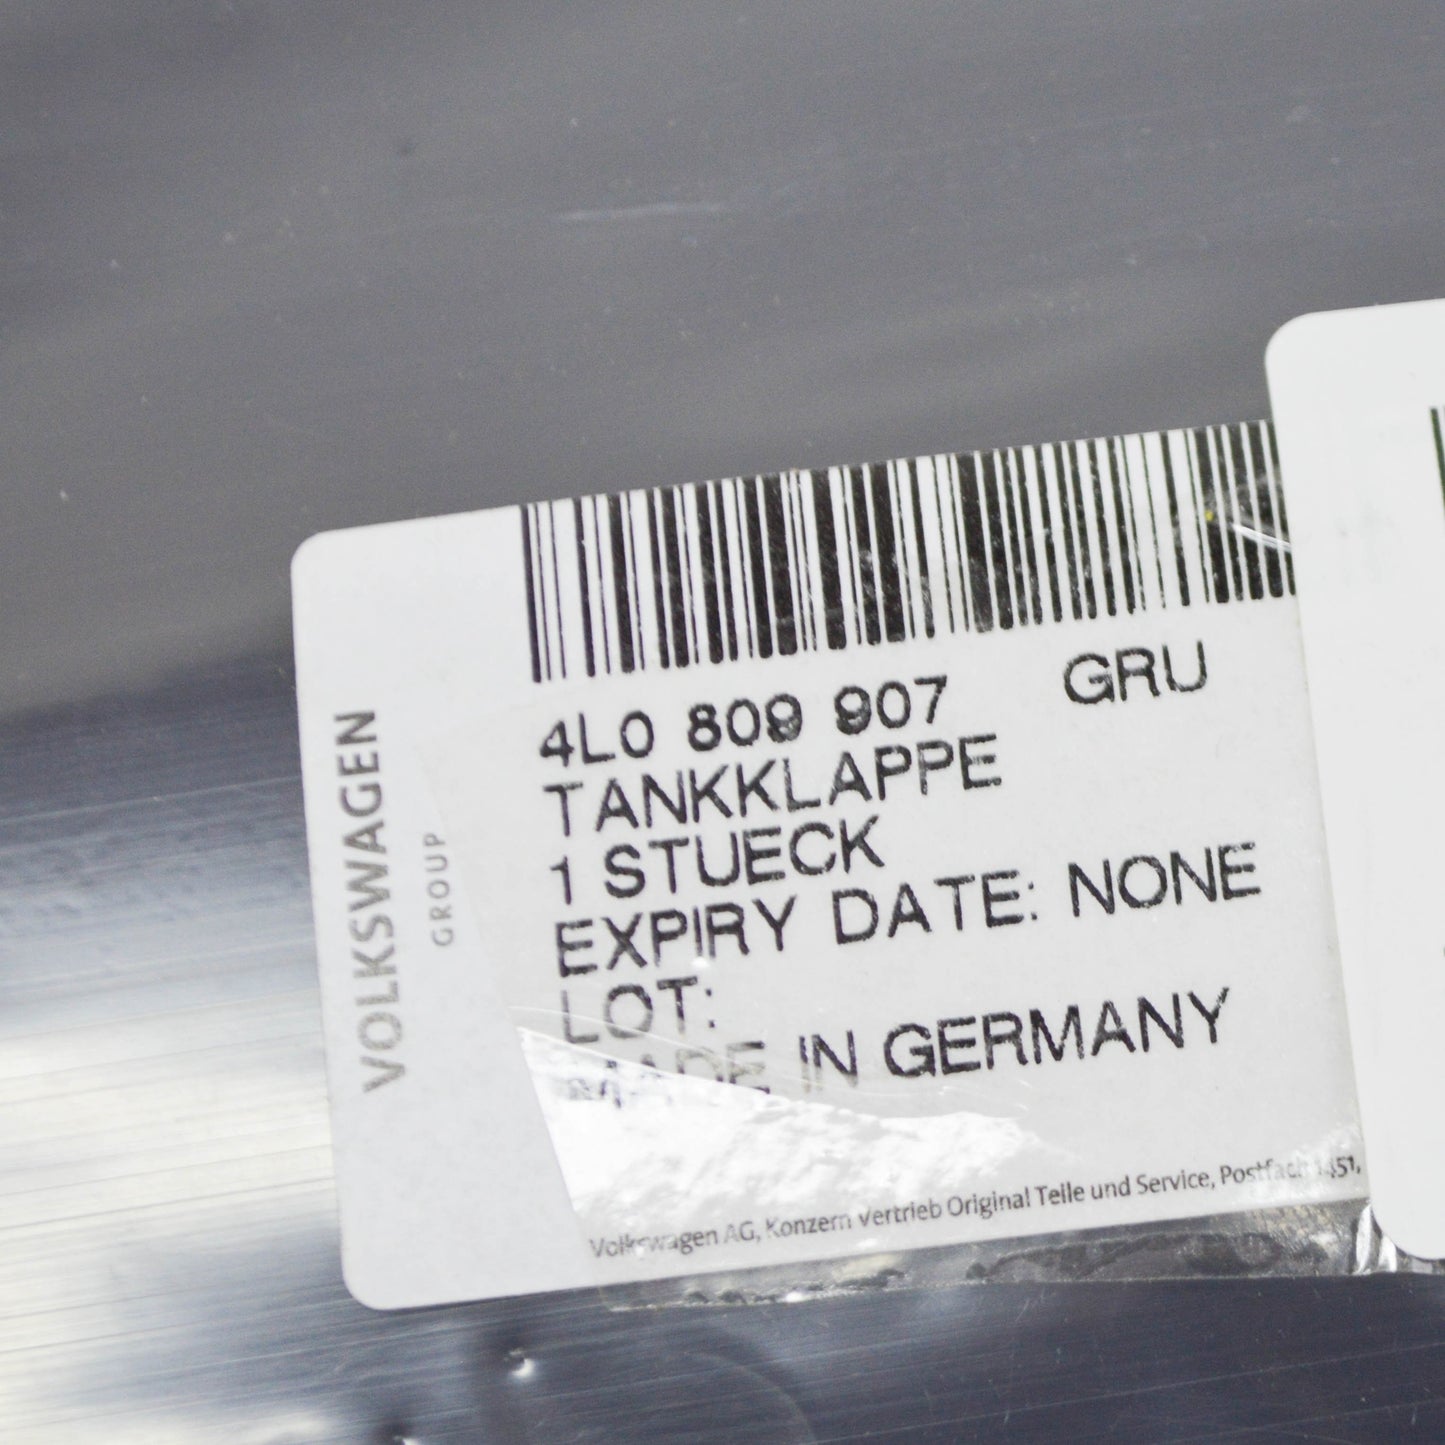 VOLKSWAGEN
GROUP
4L0 809 907 GRU
TANKKLAPPE
1 STUECK
EXPIRY DATE: NONE
LOT:
MADE IN GERMANY
Volkswagen AG, Konzern Vertrieb Original Teile und Service, Postfach 1451,